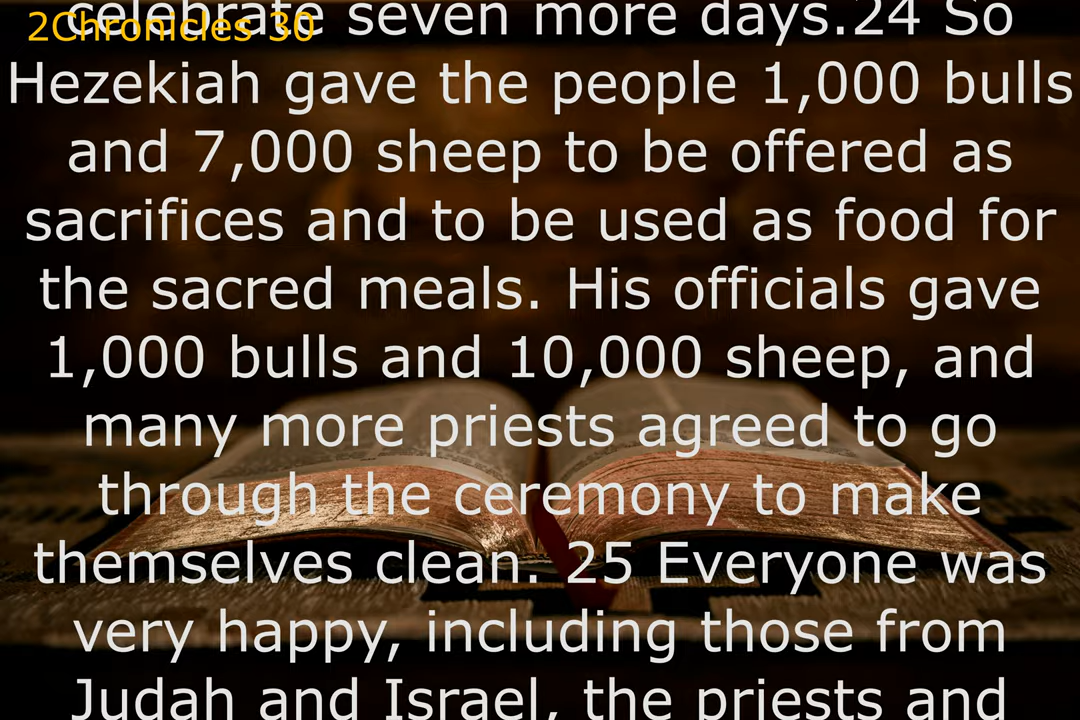 2Chronicles 30
celebrate seven more days.24 So
Hezekiah gave the people 1,000 bulls
and 7,000 sheep to be offered as
sacrifices and to be used as food for
the sacred meals. His officials gave
1,000 bulls and 10,000 sheep, and
many more priests agreed to go
through the ceremony to make
themselves clean. 25 Everyone was
very happy, including those from
Judah and Israel, the priests and